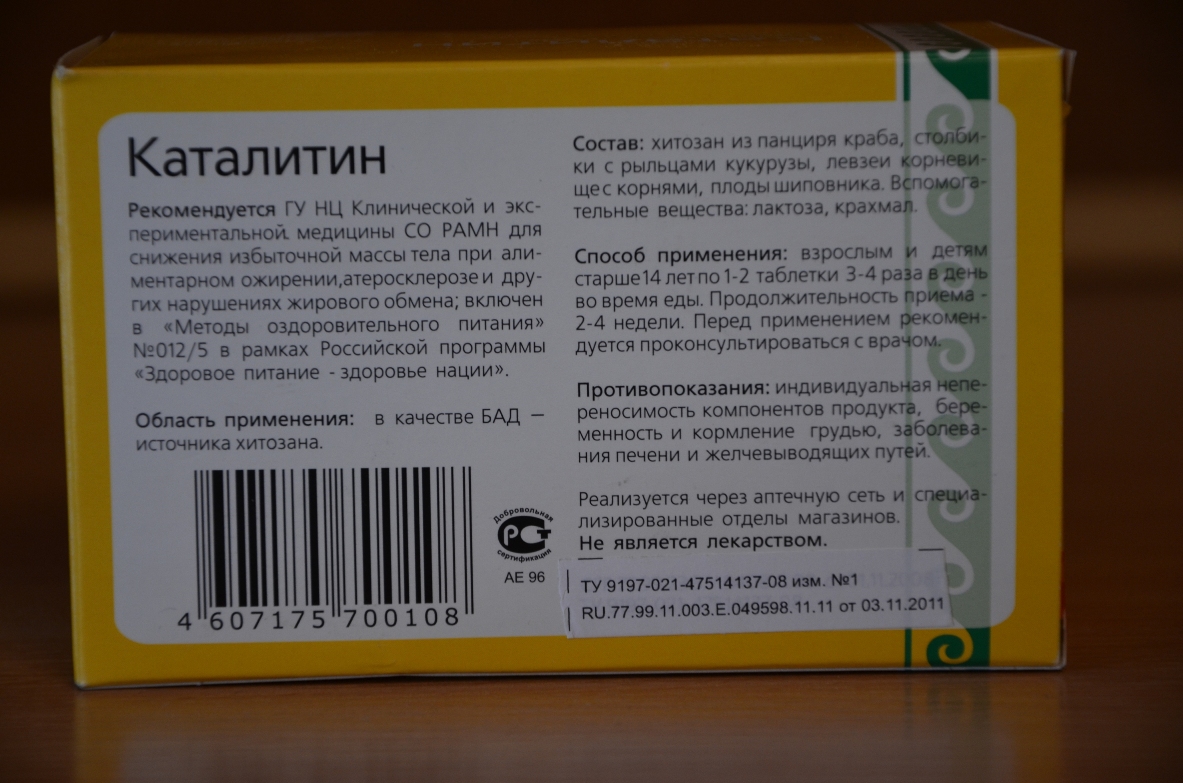 Каталитин
Рекомендуется ГУ НЦ Клинической и экс-
периментальной медицины СО РАМН для
снижения избыточной массы тела при али-
ментарном ожирении,атеросклерозе и дру-
гих нарушениях жирового обмена; включен
в «Методы оздоровительного питания»
№012/5 в рамках Российской программы
«Здоровое питание - здоровье нации».
Область применения: в качестве БАД –
источника хитозана.
4 607175 700108
Добровольная
РСТ
сертификация
АЕ 96
Состав: хитозан из панциря краба, столби-
ки с рыльцами кукурузы, левзеи корневи-
щес корнями, плоды шиповника. Вспомога-
тельные вещества: лактоза, крахмал.
Способ применения: взрослым и детям
старше14 лет по 1-2 таблетки 3-4 раза в день
во время еды. Продолжительность приема -
2-4 недели. Перед применением рекомен-
дуется проконсультироваться с врачом.
Противопоказания: индивидуальная непе-
реносимость компонентов продукта, бере-
менность и кормление грудью, заболева-
ния печени и желчевыводящих путей.
Реализуется через аптечную сеть и специа-
лизированные отделы магазинов.
Не является лекарством.
ТУ 9197-021-47514137-08 изм. №1
RU.77.99.11.003.Е.049598.11.11 от 03.11.2011